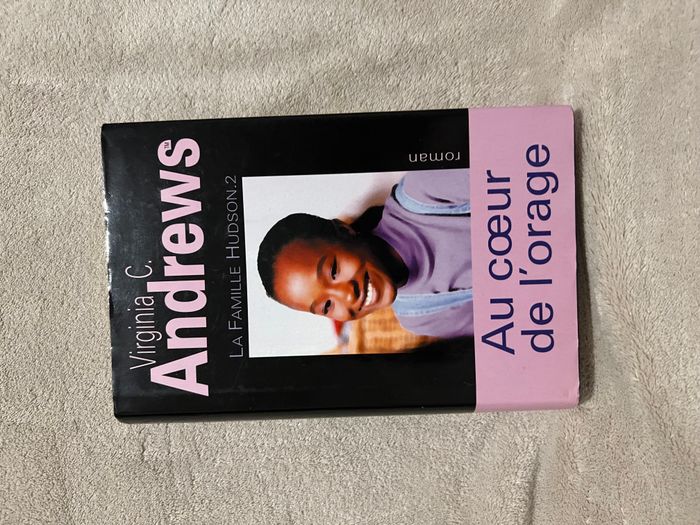 Virginia C.
Andrews™
LA FAMILLE HUDSON.2
roman
Au cœur
de l'orage